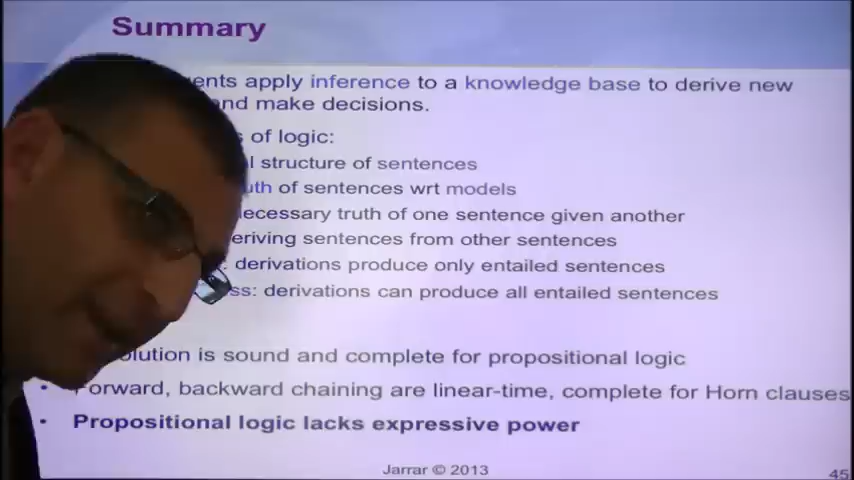 Summary
ents apply inference to a knowledge base to derive new
nd make decisions.
of logic:
l structure of sentences
uth of sentences wrt models
ecessary truth of one sentence given another
eriving sentences from other sentences
: derivations produce only entailed sentences
ss: derivations can produce all entailed sentences
olution is sound and complete for propositional logic
• Forward, backward chaining are linear-time, complete for Horn clauses
• Propositional logic lacks expressive power
Jarrar © 2013
45